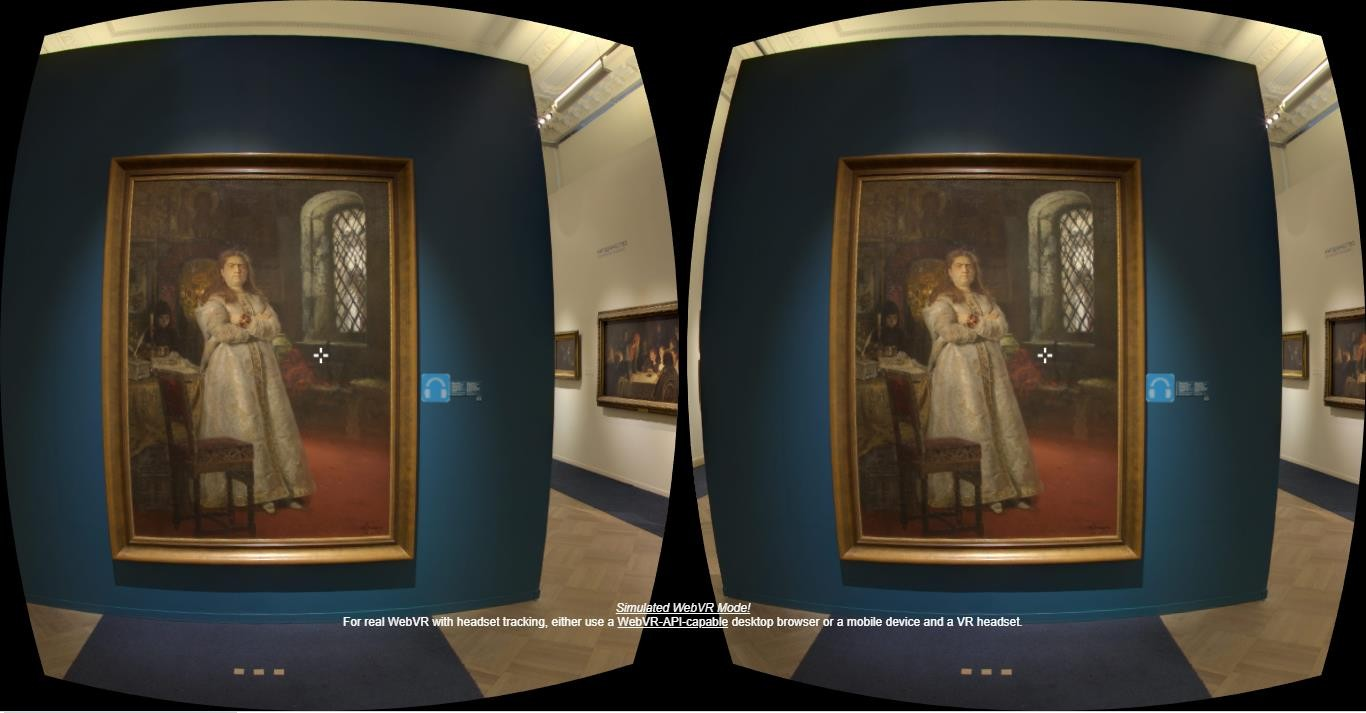 Simulated WebVR Mode!
For real WebVR with headset tracking, either use a WebVR-API-capable desktop browser or a mobile device and a VR headset.